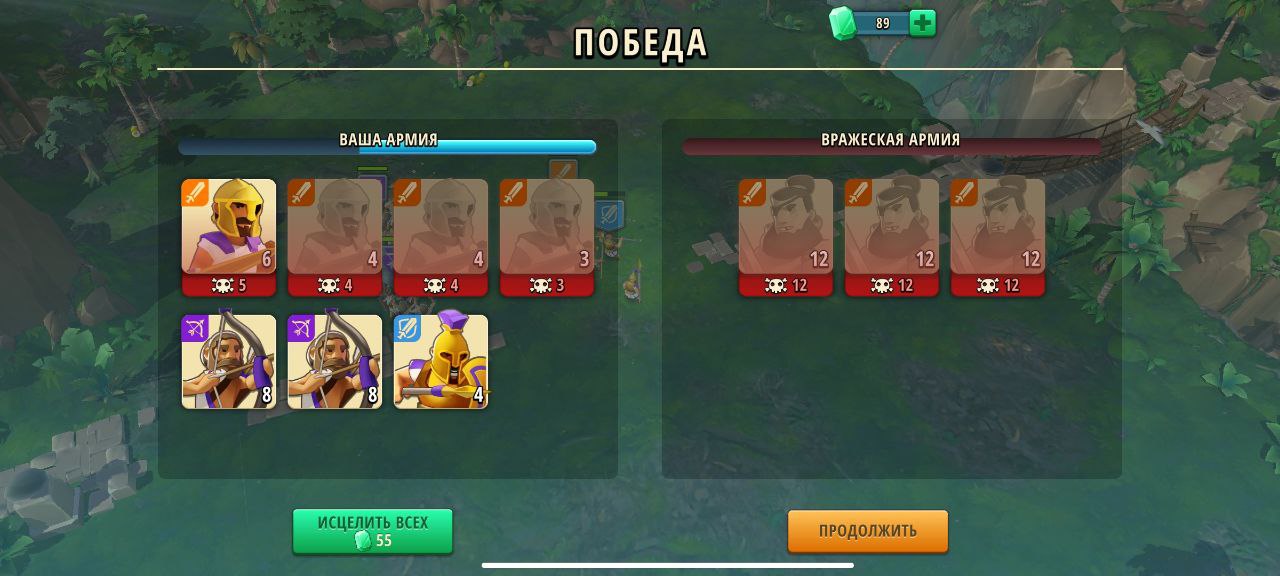 89
ПОБЕДА
ВАША АРМИЯ
ВРАЖЕСКАЯ АРМИЯ
6 4 4 3
5 4 4 3
8 8 4
12 12 12
12 12 12
ИСЦЕЛИТЬ ВСЕХ
55
ПРОДОЛЖИТЬ